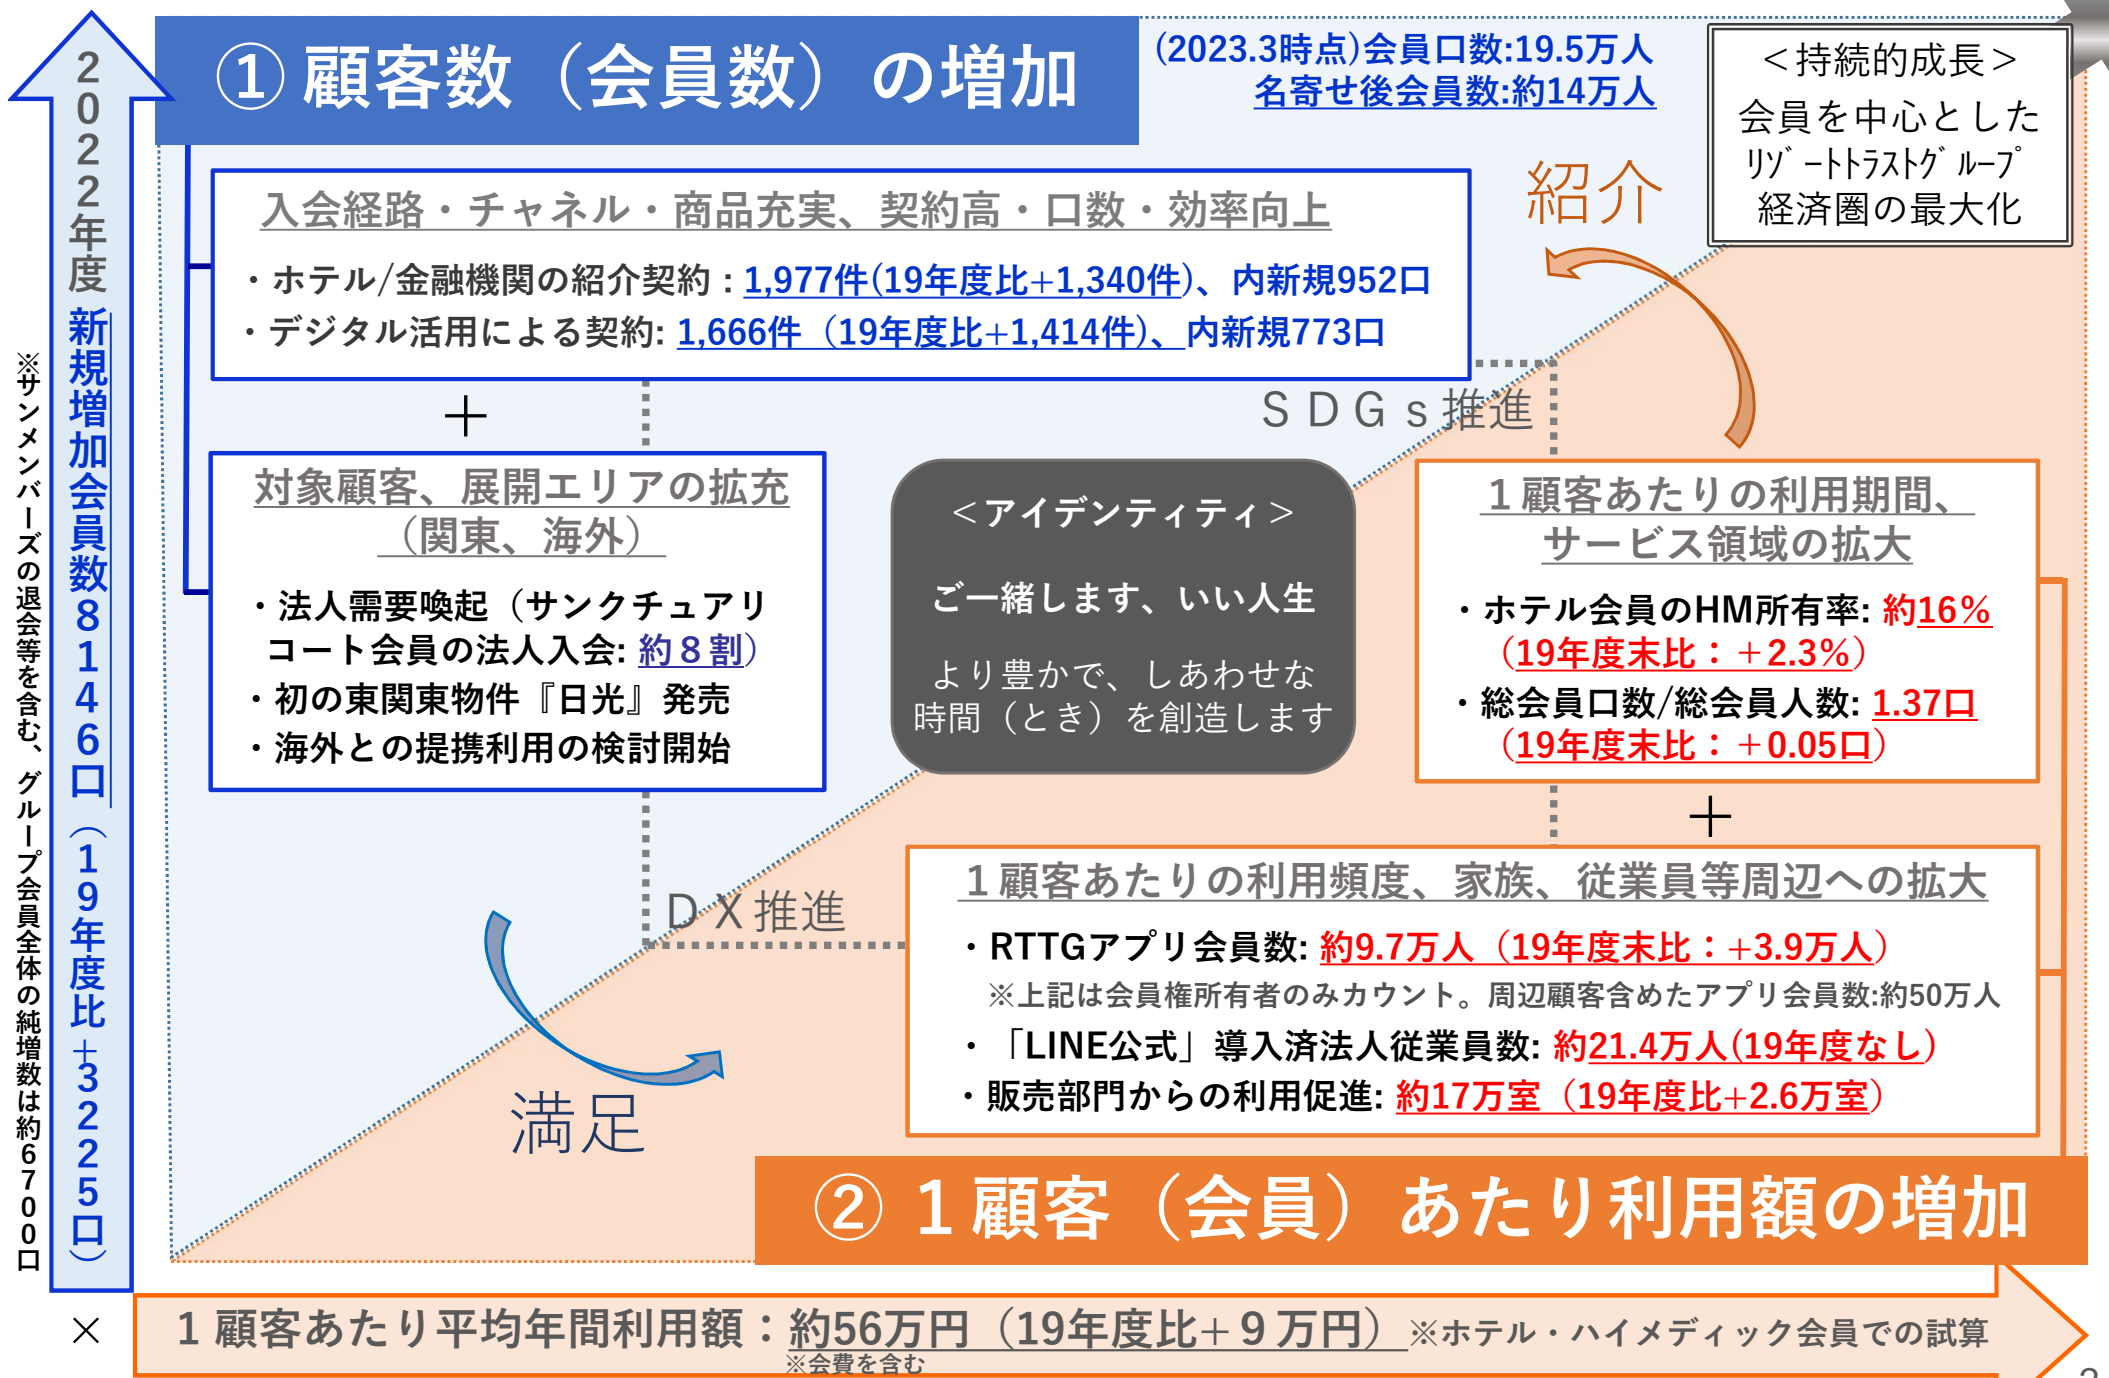 ① 顧客数（会員数）の増加
(2023.3時点)会員口数:19.5万人
名寄せ後会員数:約14万人
＜持続的成長＞
会員を中心とした
ﾘｿﾞｰﾄﾄﾗｽﾄｸﾞﾙｰﾌﾟ
経済圏の最大化
2022年度 新規増加会員数8146口（19年度比＋3225口）
※サンメンバーズの退会等を含む、グループ会員全体の純増数は約6700口
入会経路・チャネル・商品充実、契約高・口数・効率向上
・ホテル/金融機関の紹介契約 : 1,977件(19年度比+1,340件)、内新規952口
・デジタル活用による契約: 1,666件（19年度比+1,414件)、内新規773口
紹介
＋
SDGs推進
対象顧客、展開エリアの拡充
（関東、海外）
・法人需要喚起（サンクチュアリ
コート会員の法人入会: 約８割）
・初の東関東物件『日光』発売
・海外との提携利用の検討開始
＜アイデンティティ＞
ご一緒します、いい人生
より豊かで、しあわせな
時間（とき）を創造します
１顧客あたりの利用期間、
サービス領域の拡大
・ホテル会員のHM所有率: 約16%
（19年度末比：＋2.3%）
・総会員口数/総会員人数: 1.37口
（19年度末比：＋0.05口）
＋
DX推進
１顧客あたりの利用頻度、家族、従業員等周辺への拡大
・RTTGアプリ会員数: 約9.7万人（19年度末比：+3.9万人）
※上記は会員権所有者のみカウント。周辺顧客含めたアプリ会員数:約50万人
・「LINE公式」導入済法人従業員数: 約21.4万人(19年度なし)
・販売部門からの利用促進: 約17万室（19年度比+2.6万室）
満足
② １顧客（会員）あたり利用額の増加
×
１顧客あたり平均年間利用額：約56万円（19年度比＋９万円）※ホテル・ハイメディック会員での試算
※会費を含む